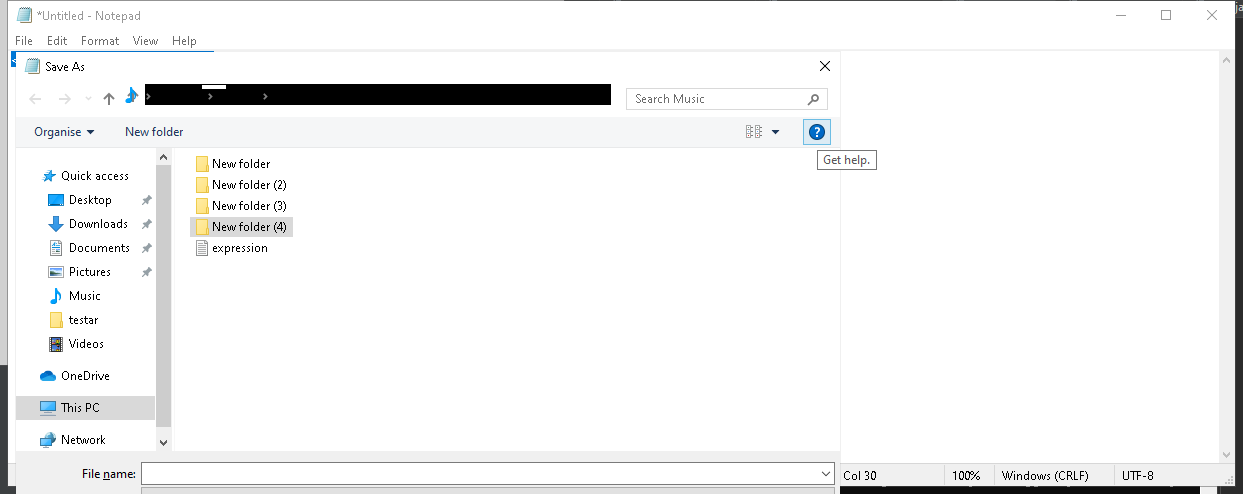 *Untitled - Notepad
File Edit Format View Help
Save As
Search Music
Organise New folder
Get help.
Quick access
Desktop
Downloads
Documents
Pictures
Music
testar
Videos
OneDrive
This PC
Network
New folder
New folder (2)
New folder (3)
New folder (4)
expression
File name:
Col 30 100% Windows (CRLF) UTF-8